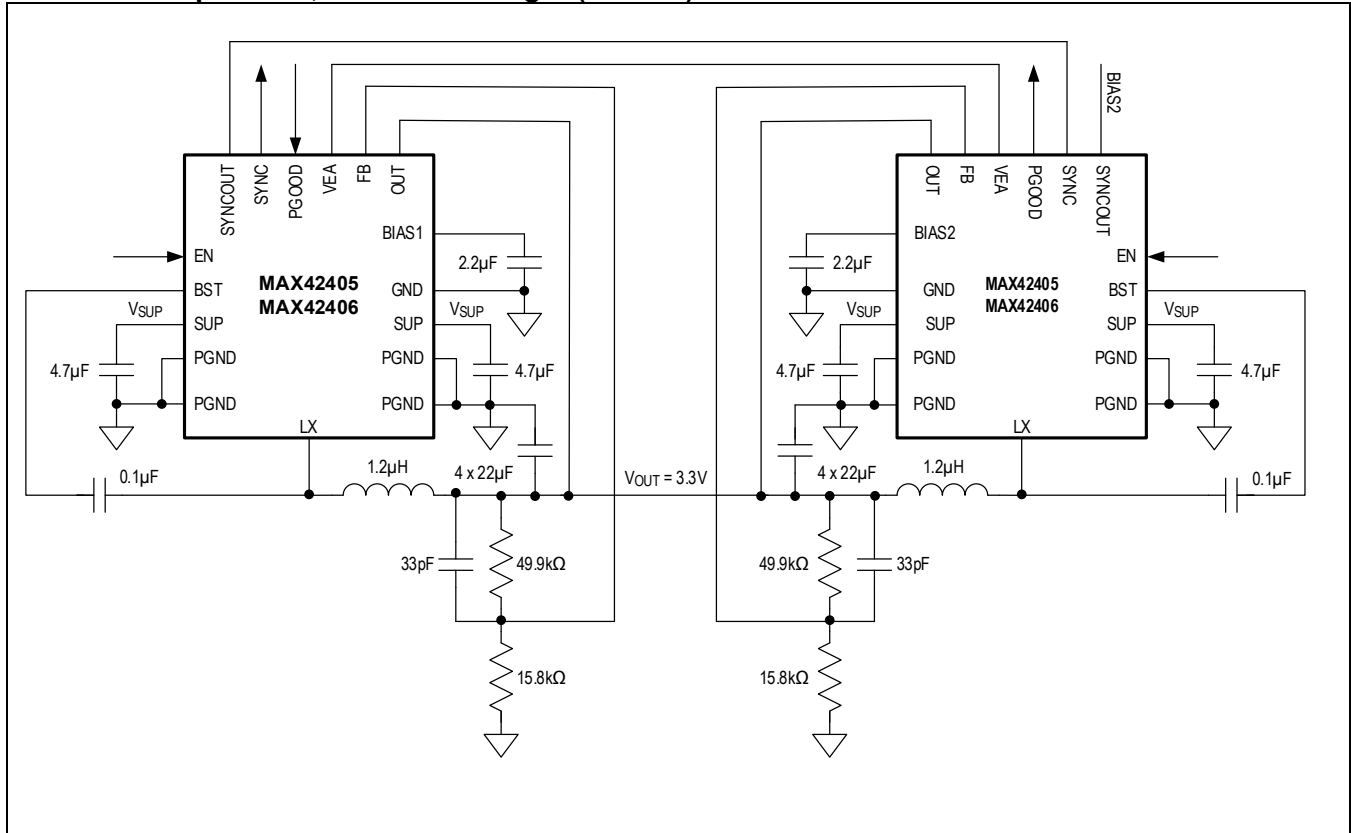 BIAS2
SYNCOUT
SYNC
PGOOD
VEA
FB
OUT
OUT
FB
VEA
PGOOD
SYNC
SYNCOUT
BIAS1
BIAS2
EN
2.2µF
2.2µF
EN
MAX42405
MAX42406
MAX42405
MAX42406
BST
GND
GND
BST
VSUP
VSUP
VSUP
VSUP
SUP
SUP
SUP
SUP
PGND
PGND
PGND
PGND
4.7µF
4.7µF
4.7µF
4.7µF
PGND
PGND
PGND
PGND
LX
LX
0.1µF
1.2µH
4 x 22µF
VOUT = 3.3V
4 x 22µF
1.2µH
0.1µF
33pF
49.9kΩ
49.9kΩ
33pF
15.8kΩ
15.8kΩ